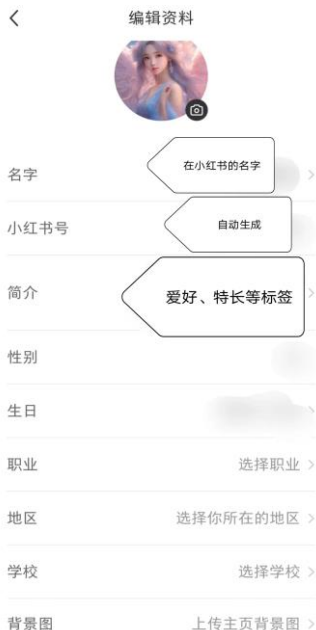 编辑资料
名字
在小红书的名字
小红书号
自动生成
简介
爱好、特长等标签
性别
生日
职业
选择职业
地区
选择你所在的地区
学校
选择学校
背景图
上传主页背景图